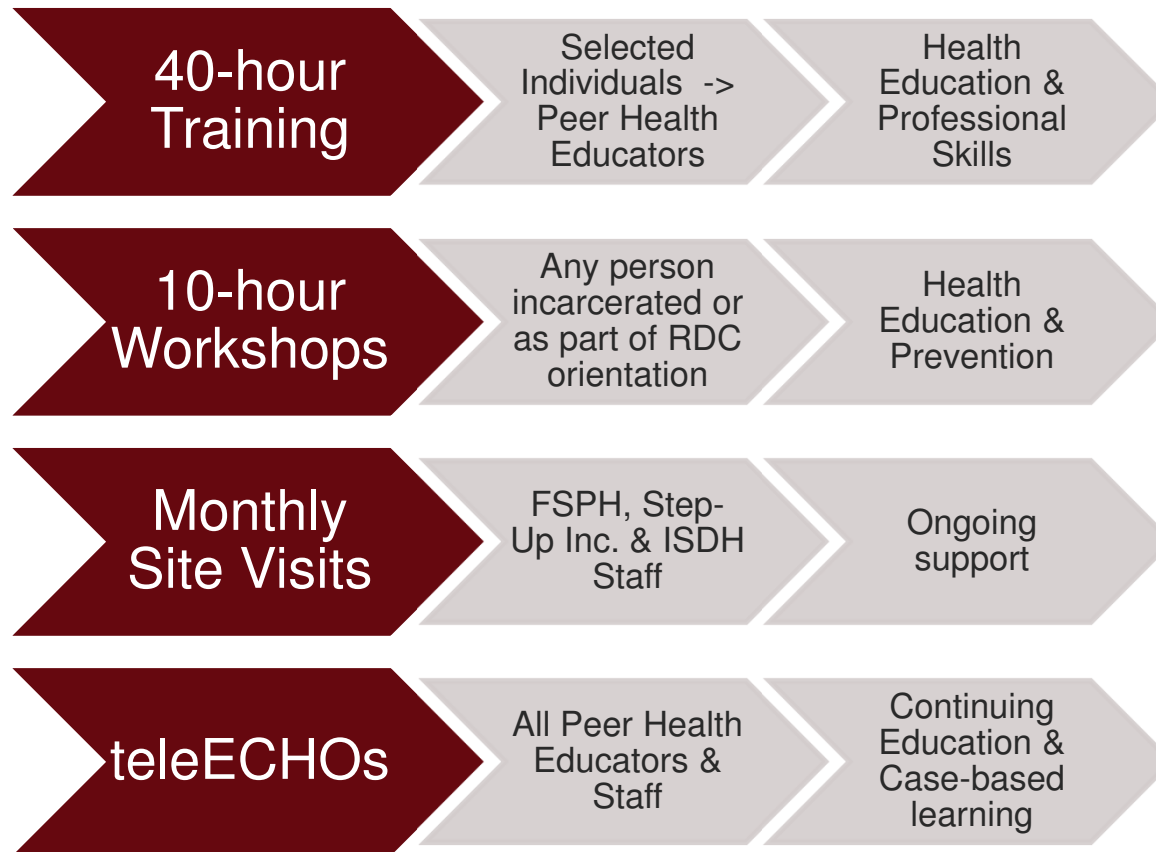 40-hour
Training
Selected
Individuals ->
Peer Health
Educators
Health
Education &
Professional
Skills
10-hour
Workshops
Any person
incarcerated or
as part of RDC
orientation
Health
Education &
Prevention
Monthly
Site Visits
FSPH, Step-
Up Inc. & ISDH
Staff
Ongoing
support
teleECHOs
All Peer Health
Educators &
Staff
Continuing
Education &
Case-based
learning